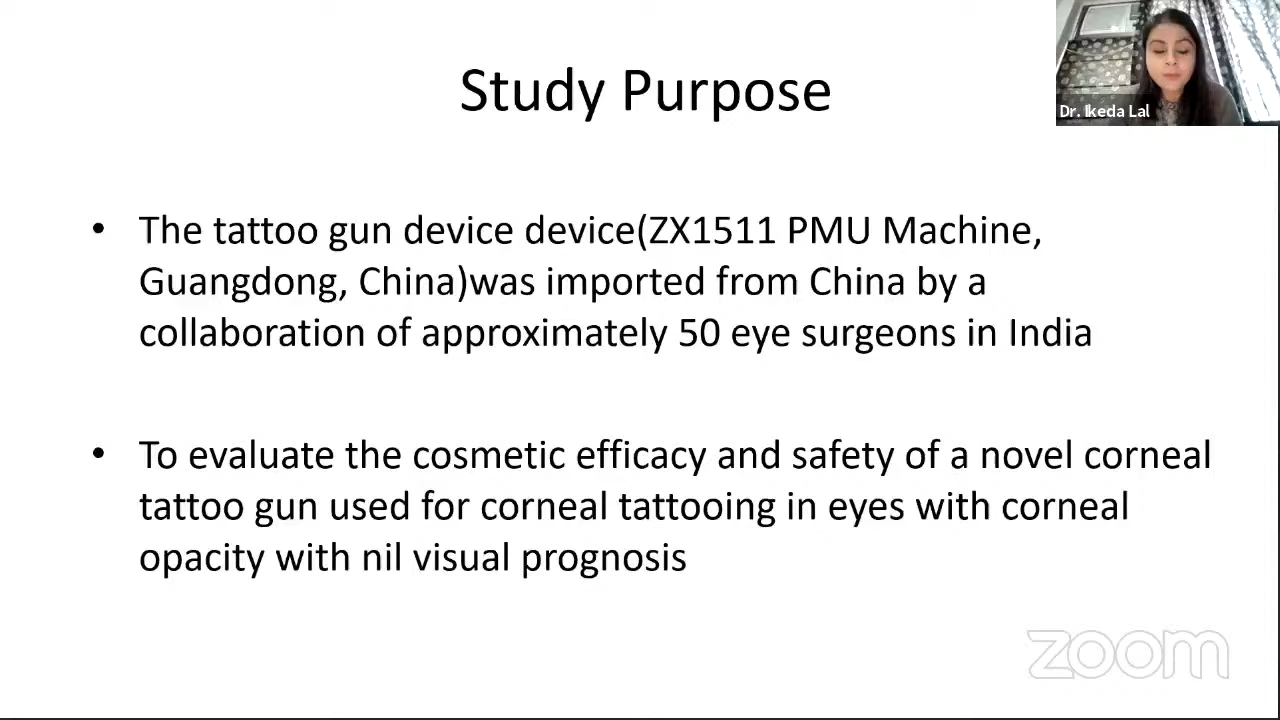 Study Purpose
Dr. Ikeda Lal
• The tattoo gun device device(ZX1511 PMU Machine,
Guangdong, China)was imported from China by a
collaboration of approximately 50 eye surgeons in India
• To evaluate the cosmetic efficacy and safety of a novel corneal
tattoo gun used for corneal tattooing in eyes with corneal
opacity with nil visual prognosis
zoom